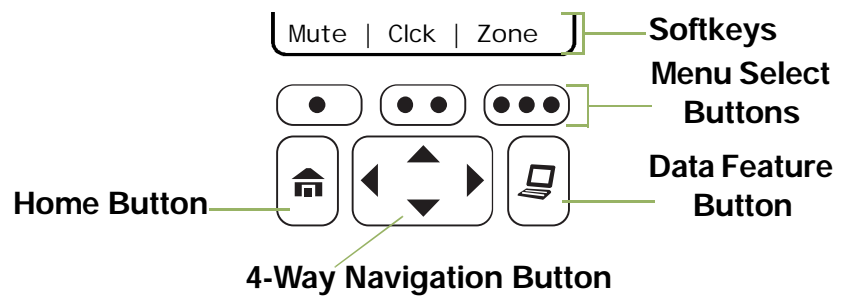 Mute | Clck | Zone
Softkeys
Menu Select
Buttons
Data Feature
Button
Home Button
4-Way Navigation Button